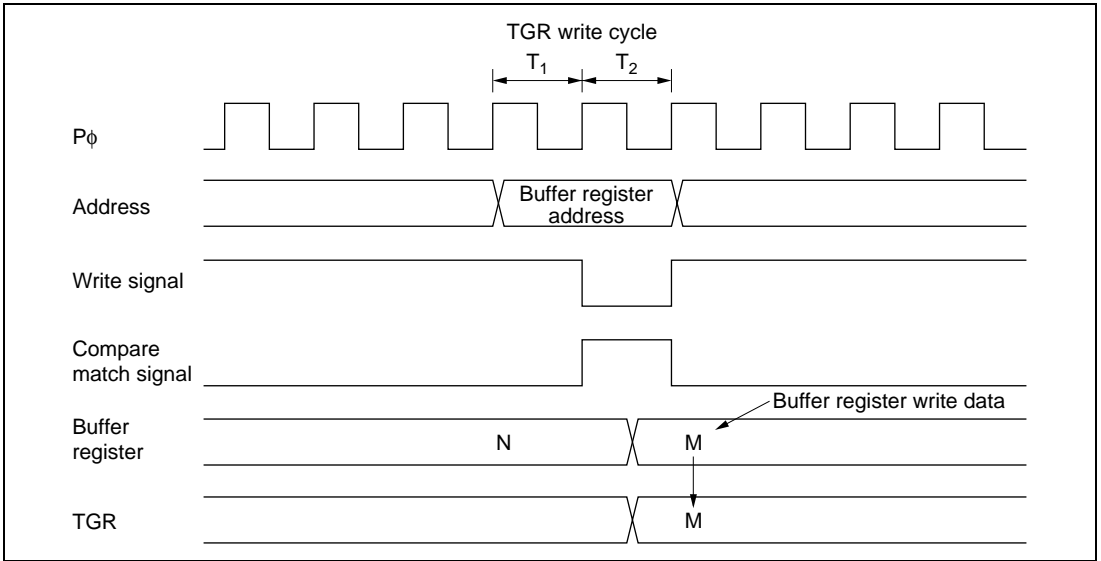 TGR write cycle
T1 T2
Pϕ
Address
Buffer register
address
Write signal
Compare
match signal
Buffer register write data
Buffer
register
N M
TGR
M